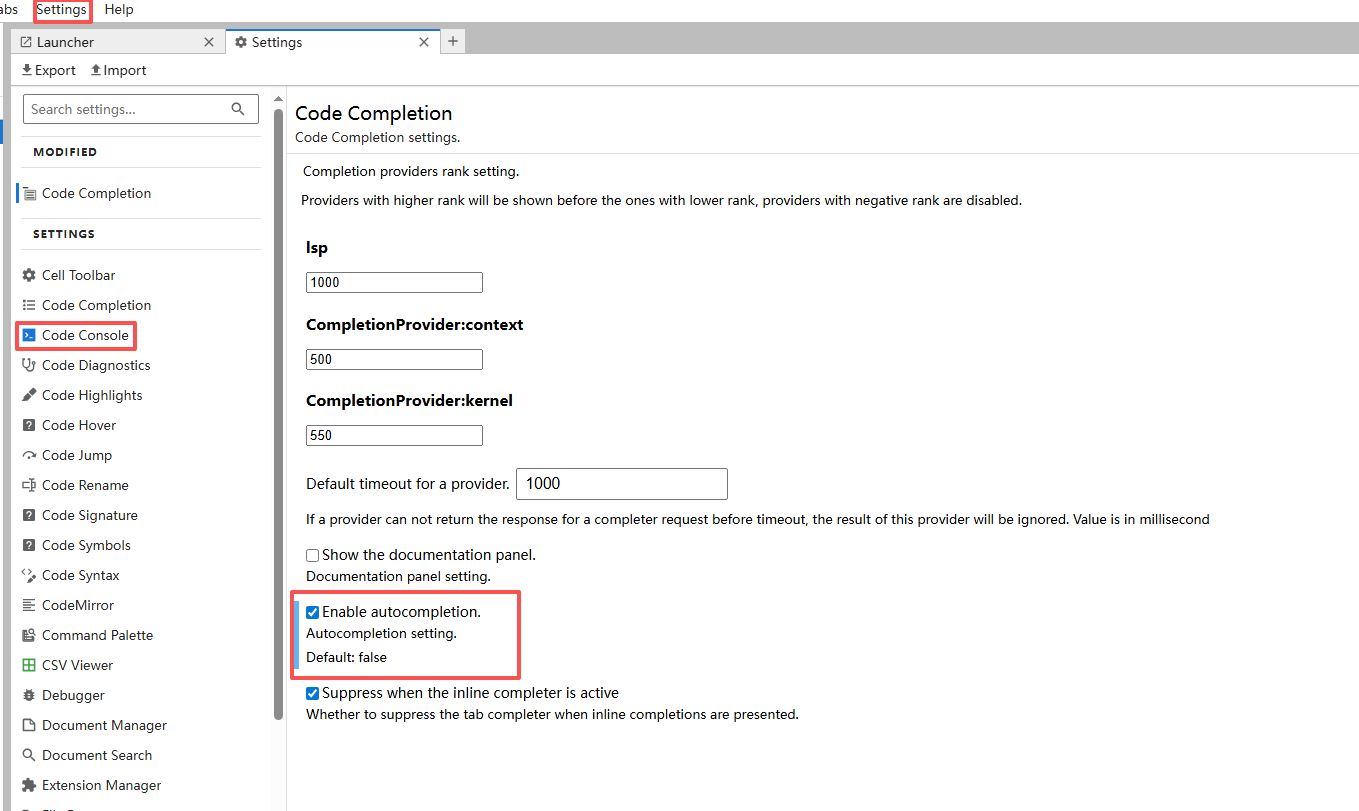 abs Settings Help
Launcher
Settings
Export Import
Search settings...
MODIFIED
Code Completion
SETTINGS
Cell Toolbar
Code Completion
Code Console
Code Diagnostics
Code Highlights
Code Hover
Code Jump
Code Rename
Code Signature
Code Symbols
Code Syntax
CodeMirror
Command Palette
CSV Viewer
Debugger
Document Manager
Document Search
Extension Manager
Code Completion
Code Completion settings.
Completion providers rank setting.
Providers with higher rank will be shown before the ones with lower rank, providers with negative rank are disabled.
lsp
1000
CompletionProvider:context
500
CompletionProvider:kernel
550
Default timeout for a provider. 1000
If a provider can not return the response for a completer request before timeout, the result of this provider will be ignored. Value is in millisecond
Show the documentation panel.
Documentation panel setting.
Enable autocompletion.
Autocompletion setting.
Default: false
Suppress when the inline completer is active
Whether to suppress the tab completer when inline completions are presented.